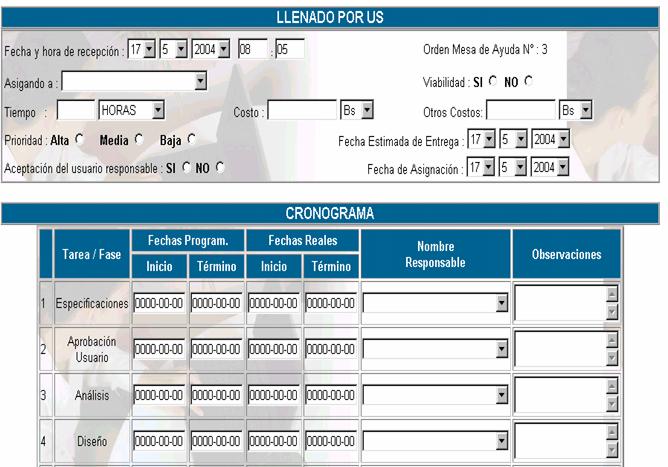 LLENADO POR US
Fecha y hora de recepción : 17 5 2004 08 : 05 Orden Mesa de Ayuda N° : 3
Asigando a : Viabilidad : SI NO
Tiempo : HORAS Costo : Bs Otros Costos: Bs
Prioridad : Alta Media Baja Fecha Estimada de Entrega : 17 5 2004
Aceptación del usuario responsable : SI NO Fecha de Asignación : 17 5 2004
CRONOGRAMA
Tarea / Fase Fechas Program. Fechas Reales Nombre Responsable Observaciones
Inicio Término Inicio Término
1 Especificaciones 0000-00-00 0000-00-00 0000-00-00 0000-00-00
2 Aprobación Usuario 0000-00-00 0000-00-00 0000-00-00 0000-00-00
3 Análisis 0000-00-00 0000-00-00 0000-00-00 0000-00-00
4 Diseño 0000-00-00 0000-00-00 0000-00-00 0000-00-00